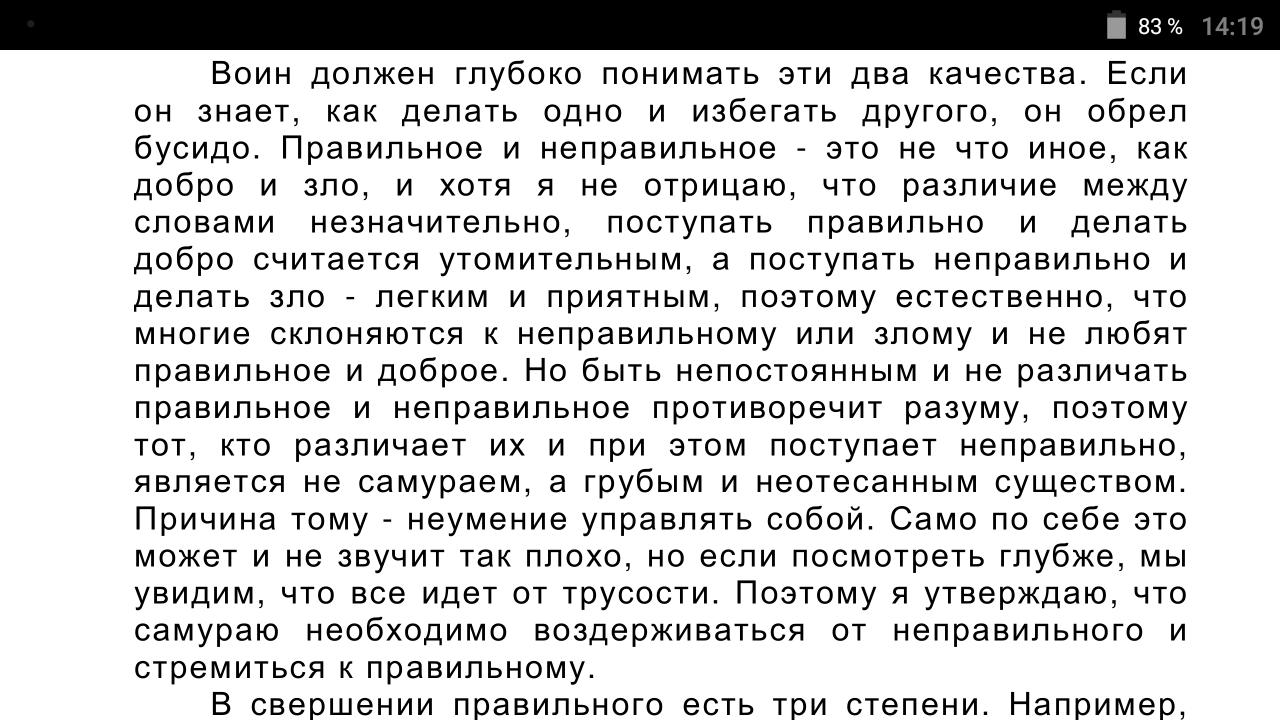 83 % 14:19
Воин должен глубоко понимать эти два качества. Если
он знает, как делать одно и избегать другого, он обрел
бусидо. Правильное и неправильное - это не что иное, как
добро и зло, и хотя я не отрицаю, что различие между
словами незначительно, поступать правильно и делать
добро считается утомительным, а поступать неправильно и
делать зло - легким и приятным, поэтому естественно, что
многие склоняются к неправильному или злому и не любят
правильное и доброе. Но быть непостоянным и не различать
правильное и неправильное противоречит разуму, поэтому
тот, кто различает их и при этом поступает неправильно,
является не самураем, а грубым и неотесанным существом.
Причина тому - неумение управлять собой. Само по себе это
может и не звучит так плохо, но если посмотреть глубже, мы
увидим, что все идет от трусости. Поэтому я утверждаю, что
самураю необходимо воздерживаться от неправильного и
стремиться к правильному.
В свершении правильного есть три степени. Например,